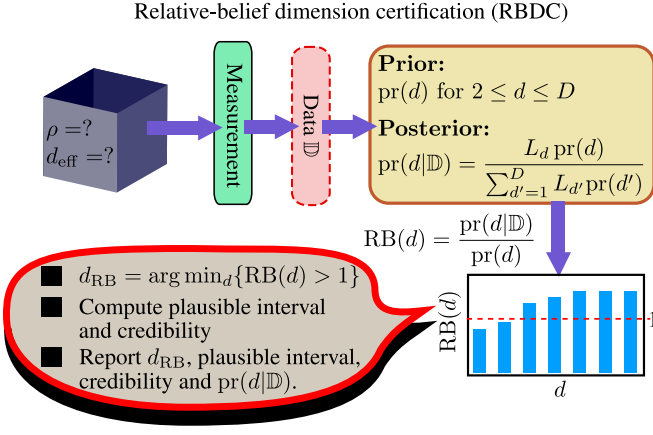 Relative-belief dimension certification (RBDC)
ρ =?
d_eff =?
Measurement
Data 𝔻
Prior:
pr(d) for 2 ≤ d ≤ D
Posterior:
pr(d|𝔻) = L_d pr(d) / ∑_{d'=1}^{D} L_{d'} pr(d')
RB(d) = pr(d|𝔻) / pr(d)
d_RB = arg min_d{RB(d) > 1}
Compute plausible interval
and credibility
Report d_RB, plausible interval,
credibility and pr(d|𝔻).
RB(d)
1
d